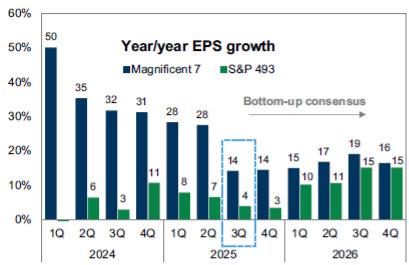 60%
50%
40%
30%
20%
10%
0%
Year/year EPS growth
Magnificent 7 S&P 493
Bottom-up consensus
50 35 32 31 28 28 14 14 15 17 19 16
6 3 11 8 7 4 3 10 11 15 15
1Q 2Q 3Q 4Q 1Q 2Q 3Q 4Q 1Q 2Q 3Q 4Q
2024 2025 2026